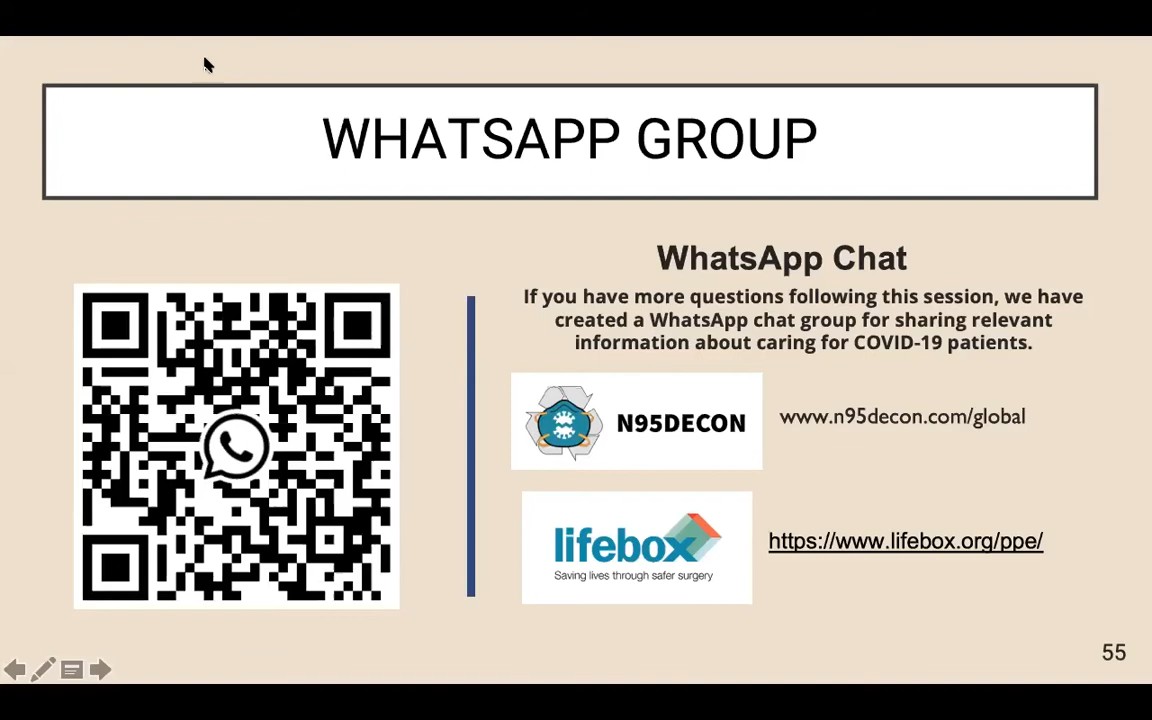 WHATSAPP GROUP
WhatsApp Chat
If you have more questions following this session, we have
created a WhatsApp chat group for sharing relevant
information about caring for COVID-19 patients.
N95DECON
www.n95decon.com/global
lifebox
Saving lives through safer surgery
https://www.lifebox.org/ppe/
55